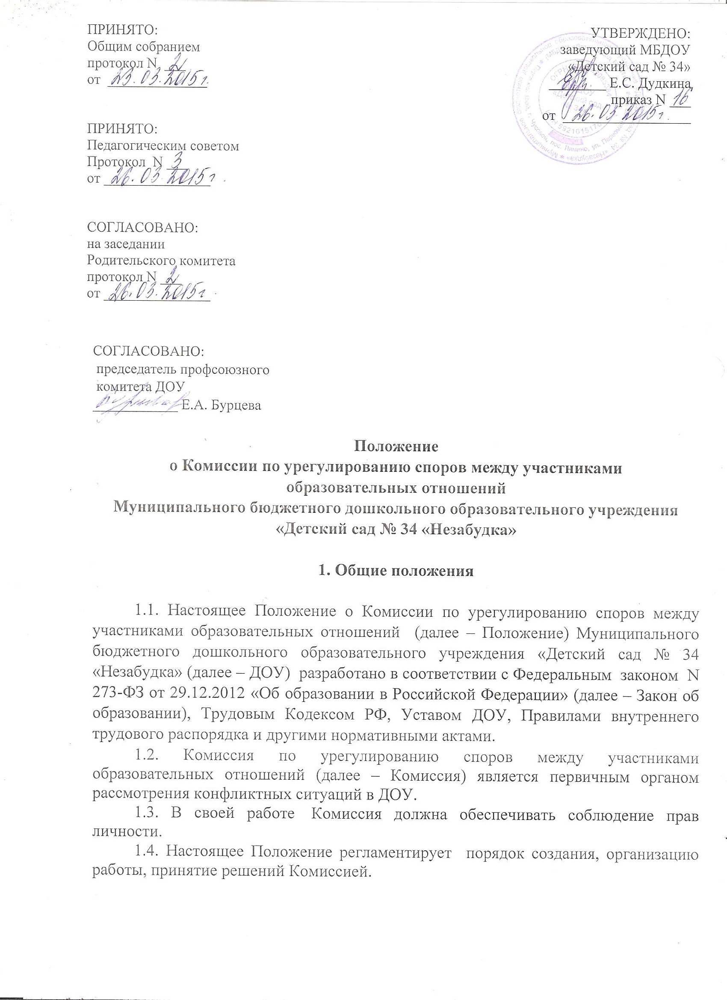 ПРИНЯТО:
Общим собранием
протокол N 2
от 23.03.2015г.
УТВЕРЖДЕНО:
заведующий МБДОУ
«Детский сад № 34»
Е.С. Дудкина
приказ N 16
от 26.03.2015г.
ПРИНЯТО:
Педагогическим советом
Протокол N 3
от 26.03.2015г.
СОГЛАСОВАНО:
на заседании
Родительского комитета
протокол N 2
от 26.03.2015г.
СОГЛАСОВАНО:
председатель профсоюзного
комитета ДОУ
Е.А. Бурцева
Положение
о Комиссии по урегулированию споров между участниками
образовательных отношений
Муниципального бюджетного дошкольного образовательного учреждения
«Детский сад № 34 «Незабудка»
1. Общие положения
1.1. Настоящее Положение о Комиссии по урегулированию споров между
участниками образовательных отношений (далее – Положение) Муниципального
бюджетного дошкольного образовательного учреждения «Детский сад № 34
«Незабудка» (далее – ДОУ) разработано в соответствии с Федеральным законом N
273-ФЗ от 29.12.2012 «Об образовании в Российской Федерации» (далее – Закон об
образовании), Трудовым Кодексом РФ, Уставом ДОУ, Правилами внутреннего
трудового распорядка и другими нормативными актами.
1.2. Комиссия по урегулированию споров между участниками
образовательных отношений (далее – Комиссия) является первичным органом
рассмотрения конфликтных ситуаций в ДОУ.
1.3. В своей работе Комиссия должна обеспечивать соблюдение прав
личности.
1.4. Настоящее Положение регламентирует порядок создания, организацию
работы, принятие решений Комиссией.